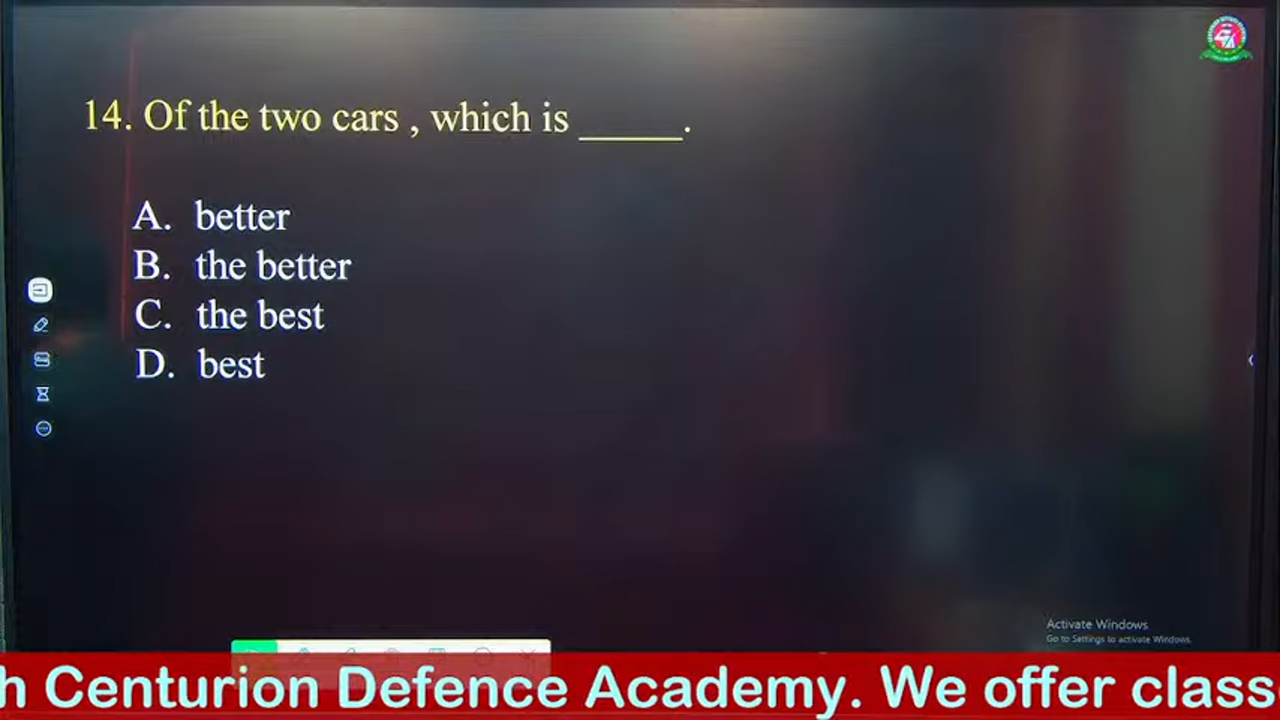 14. Of the two cars , which is _____.
A. better
B. the better
C. the best
D. best
Activate Windows
Go to Settings to activate Windows.
h Centurion Defence Academy. We offer class